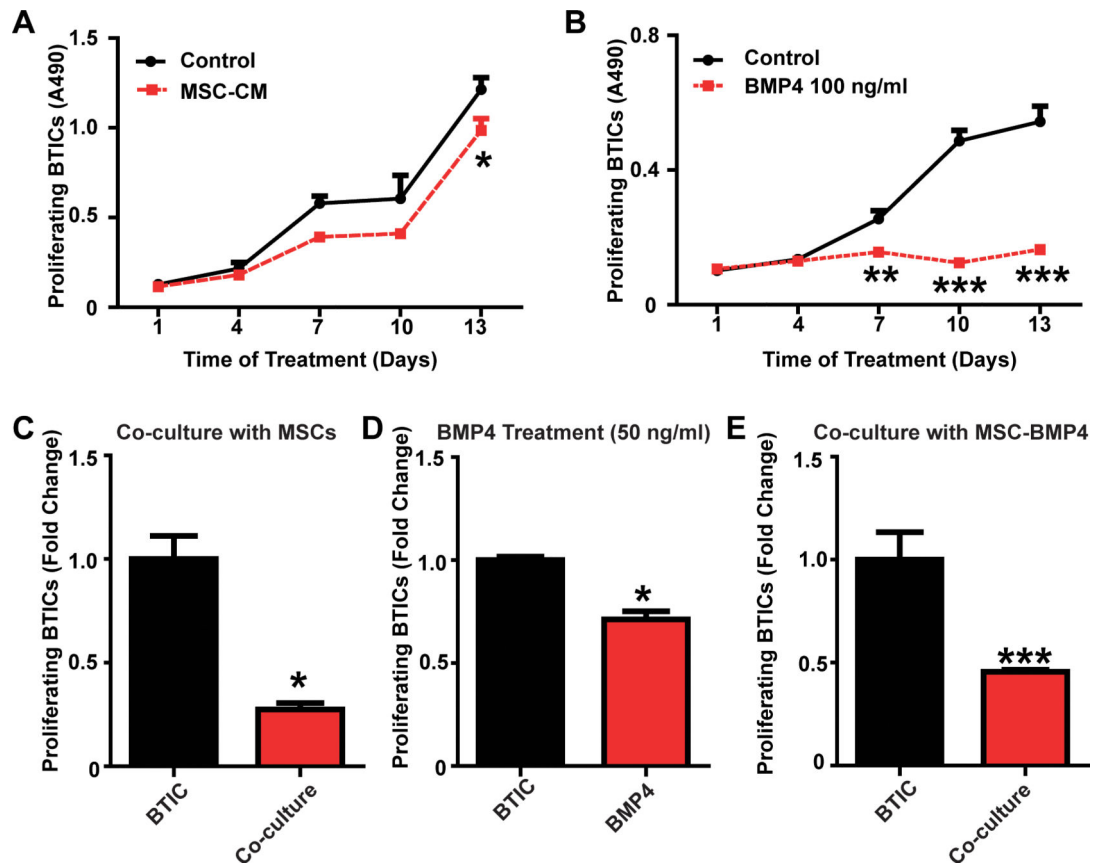 A
Proliferating BTICs (A490)
Control
MSC-CM
1.5
1.0
0.5
0
*
1 4 7 10 13
Time of Treatment (Days)
B
Proliferating BTICs (A490)
Control
BMP4 100 ng/ml
0.8
0.4
0
** *** ***
1 4 7 10 13
Time of Treatment (Days)
C
Co-culture with MSCs
Proliferating BTICs (Fold Change)
1.5
1.0
0.5
0
*
BTIC
Co-culture
D
BMP4 Treatment (50 ng/ml)
Proliferating BTICs (Fold Change)
1.5
1.0
0.5
0
*
BTIC
BMP4
E
Co-culture with MSC-BMP4
Proliferating BTICs (Fold Change)
1.5
1.0
0.5
0
***
BTIC
Co-culture